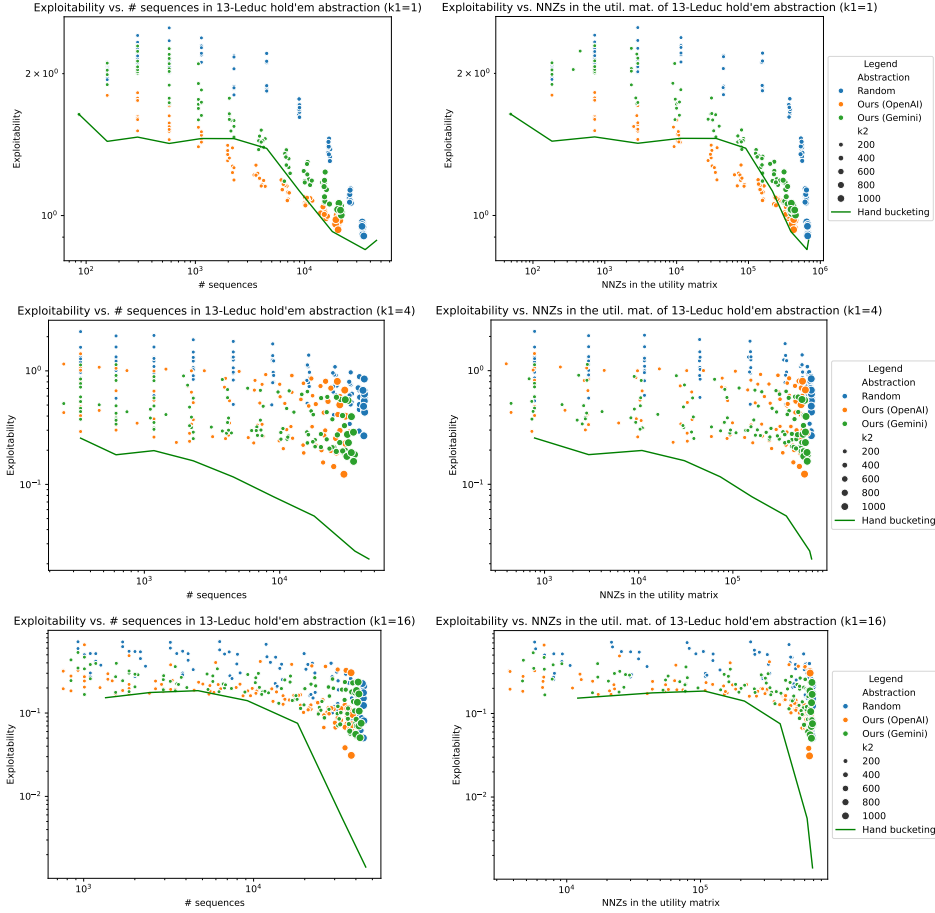 Exploitability vs. # sequences in 13-Leduc hold'em abstraction (k1=1)
2 × 10⁰
10⁰
Exploitability
10² 10³ 10⁴
# sequences
Exploitability vs. NNZs in the util. mat. of 13-Leduc hold'em abstraction (k1=1)
2 × 10⁰
10⁰
Exploitability
10² 10³ 10⁴ 10⁵ 10⁶
NNZs in the utility matrix
Legend
Abstraction
Random
Ours (OpenAI)
Ours (Gemini)
k2
200
400
600
800
1000
Hand bucketing
Exploitability vs. # sequences in 13-Leduc hold'em abstraction (k1=4)
10⁰
10⁻¹
Exploitability
10³ 10⁴
# sequences
Exploitability vs. NNZs in the util. mat. of 13-Leduc hold'em abstraction (k1=4)
10⁰
10⁻¹
Exploitability
10³ 10⁴ 10⁵
NNZs in the utility matrix
Legend
Abstraction
Random
Ours (OpenAI)
Ours (Gemini)
k2
200
400
600
800
1000
Hand bucketing
Exploitability vs. # sequences in 13-Leduc hold'em abstraction (k1=16)
10⁻¹
10⁻²
Exploitability
10³ 10⁴
# sequences
Exploitability vs. NNZs in the util. mat. of 13-Leduc hold'em abstraction (k1=16)
10⁻¹
10⁻²
Exploitability
10⁴ 10⁵
NNZs in the utility matrix
Legend
Abstraction
Random
Ours (OpenAI)
Ours (Gemini)
k2
200
400
600
800
1000
Hand bucketing